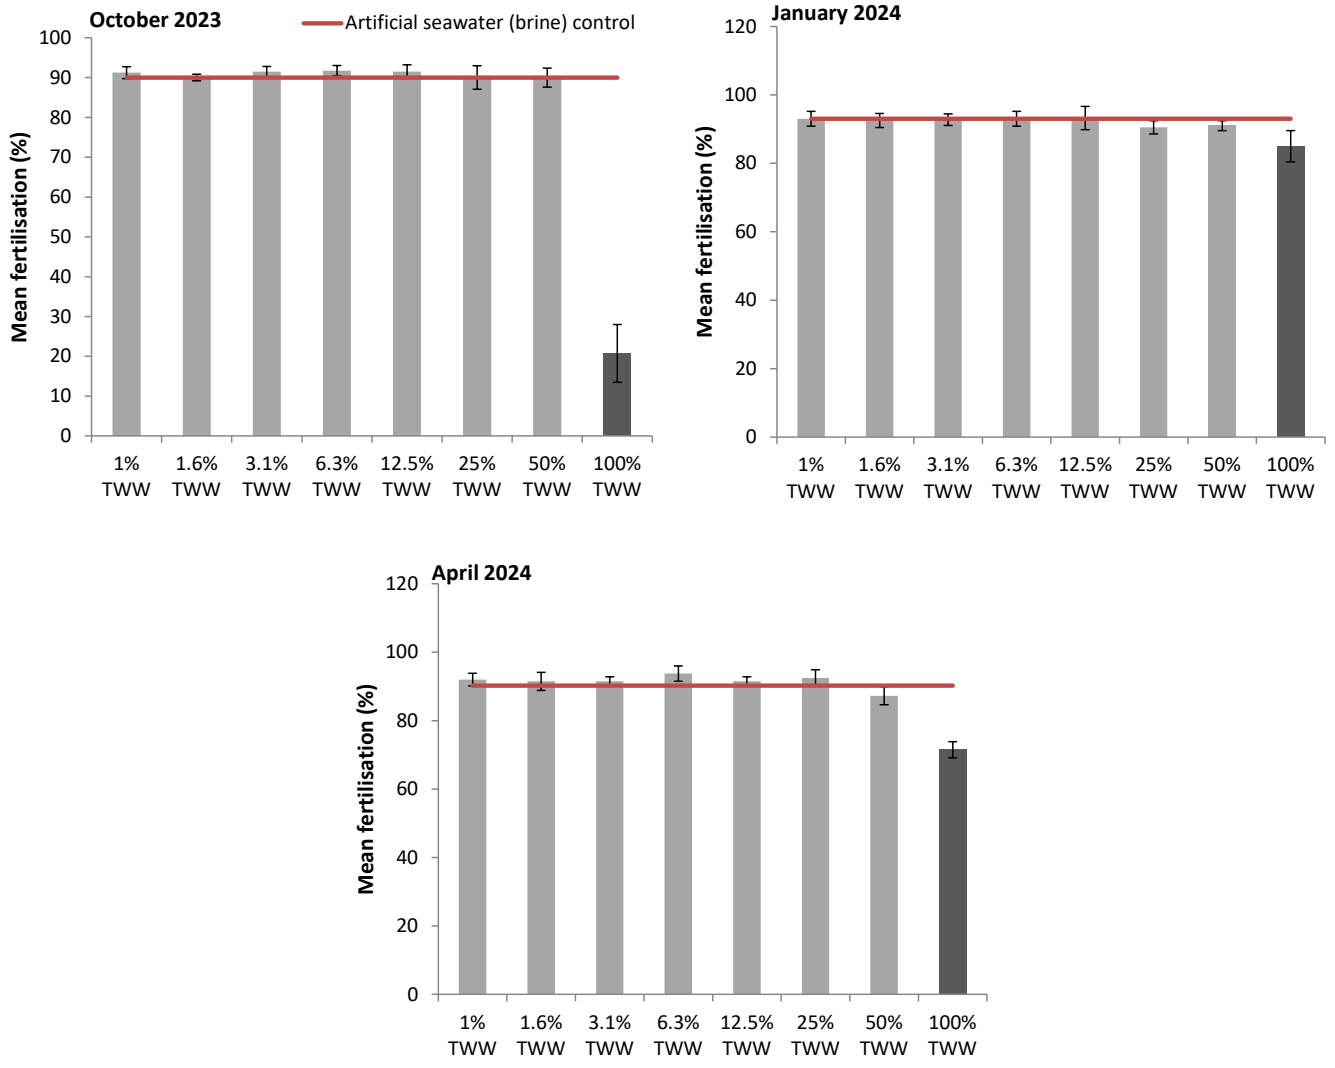 October 2023
Artificial seawater (brine) control
Mean fertilisation (%)
100
90
80
70
60
50
40
30
20
10
0
1% 1.6% 3.1% 6.3% 12.5% 25% 50% 100%
TWW TWW TWW TWW TWW TWW TWW TWW
January 2024
Mean fertilisation (%)
120
100
80
60
40
20
0
1% 1.6% 3.1% 6.3% 12.5% 25% 50% 100%
TWW TWW TWW TWW TWW TWW TWW TWW
April 2024
Mean fertilisation (%)
120
100
80
60
40
20
0
1% 1.6% 3.1% 6.3% 12.5% 25% 50% 100%
TWW TWW TWW TWW TWW TWW TWW TWW